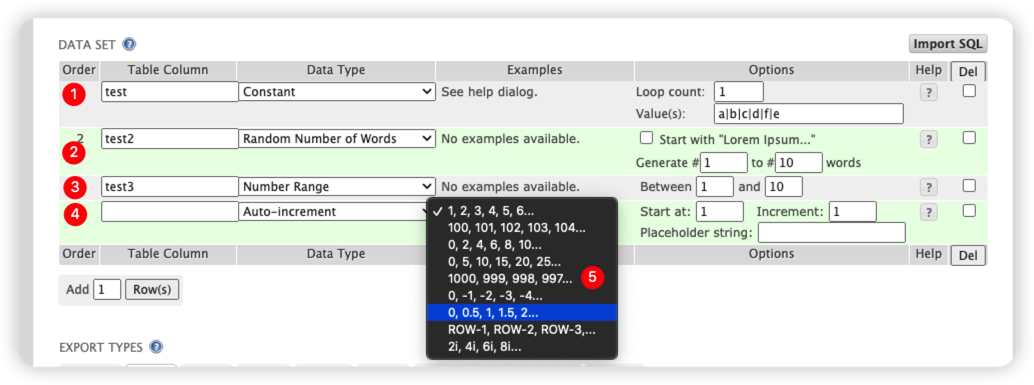 DATA SET ?
Import SQL
Order Table Column Data Type Examples Options Help Del
1 test Constant See help dialog. Loop count: 1 ?
Value(s): a|b|c|d|f|e
2 test2 Random Number of Words No examples available. Start with "Lorem Ipsum..." ?
2 Generate # 1 to # 10 words
3 test3 Number Range No examples available. Between 1 and 10 ?
4 Auto-increment ✓ 1, 2, 3, 4, 5, 6... Start at: 1 Increment: 1 ?
100, 101, 102, 103, 104... Placeholder string:
0, 2, 4, 6, 8, 10...
Order Table Column Data Type Options Help Del
0, 5, 10, 15, 20, 25...
1000, 999, 998, 997... 5
Add 1 Row(s)
0, -1, -2, -3, -4...
0, 0.5, 1, 1.5, 2...
ROW-1, ROW-2, ROW-3,...
2i, 4i, 6i, 8i...
EXPORT TYPES ?